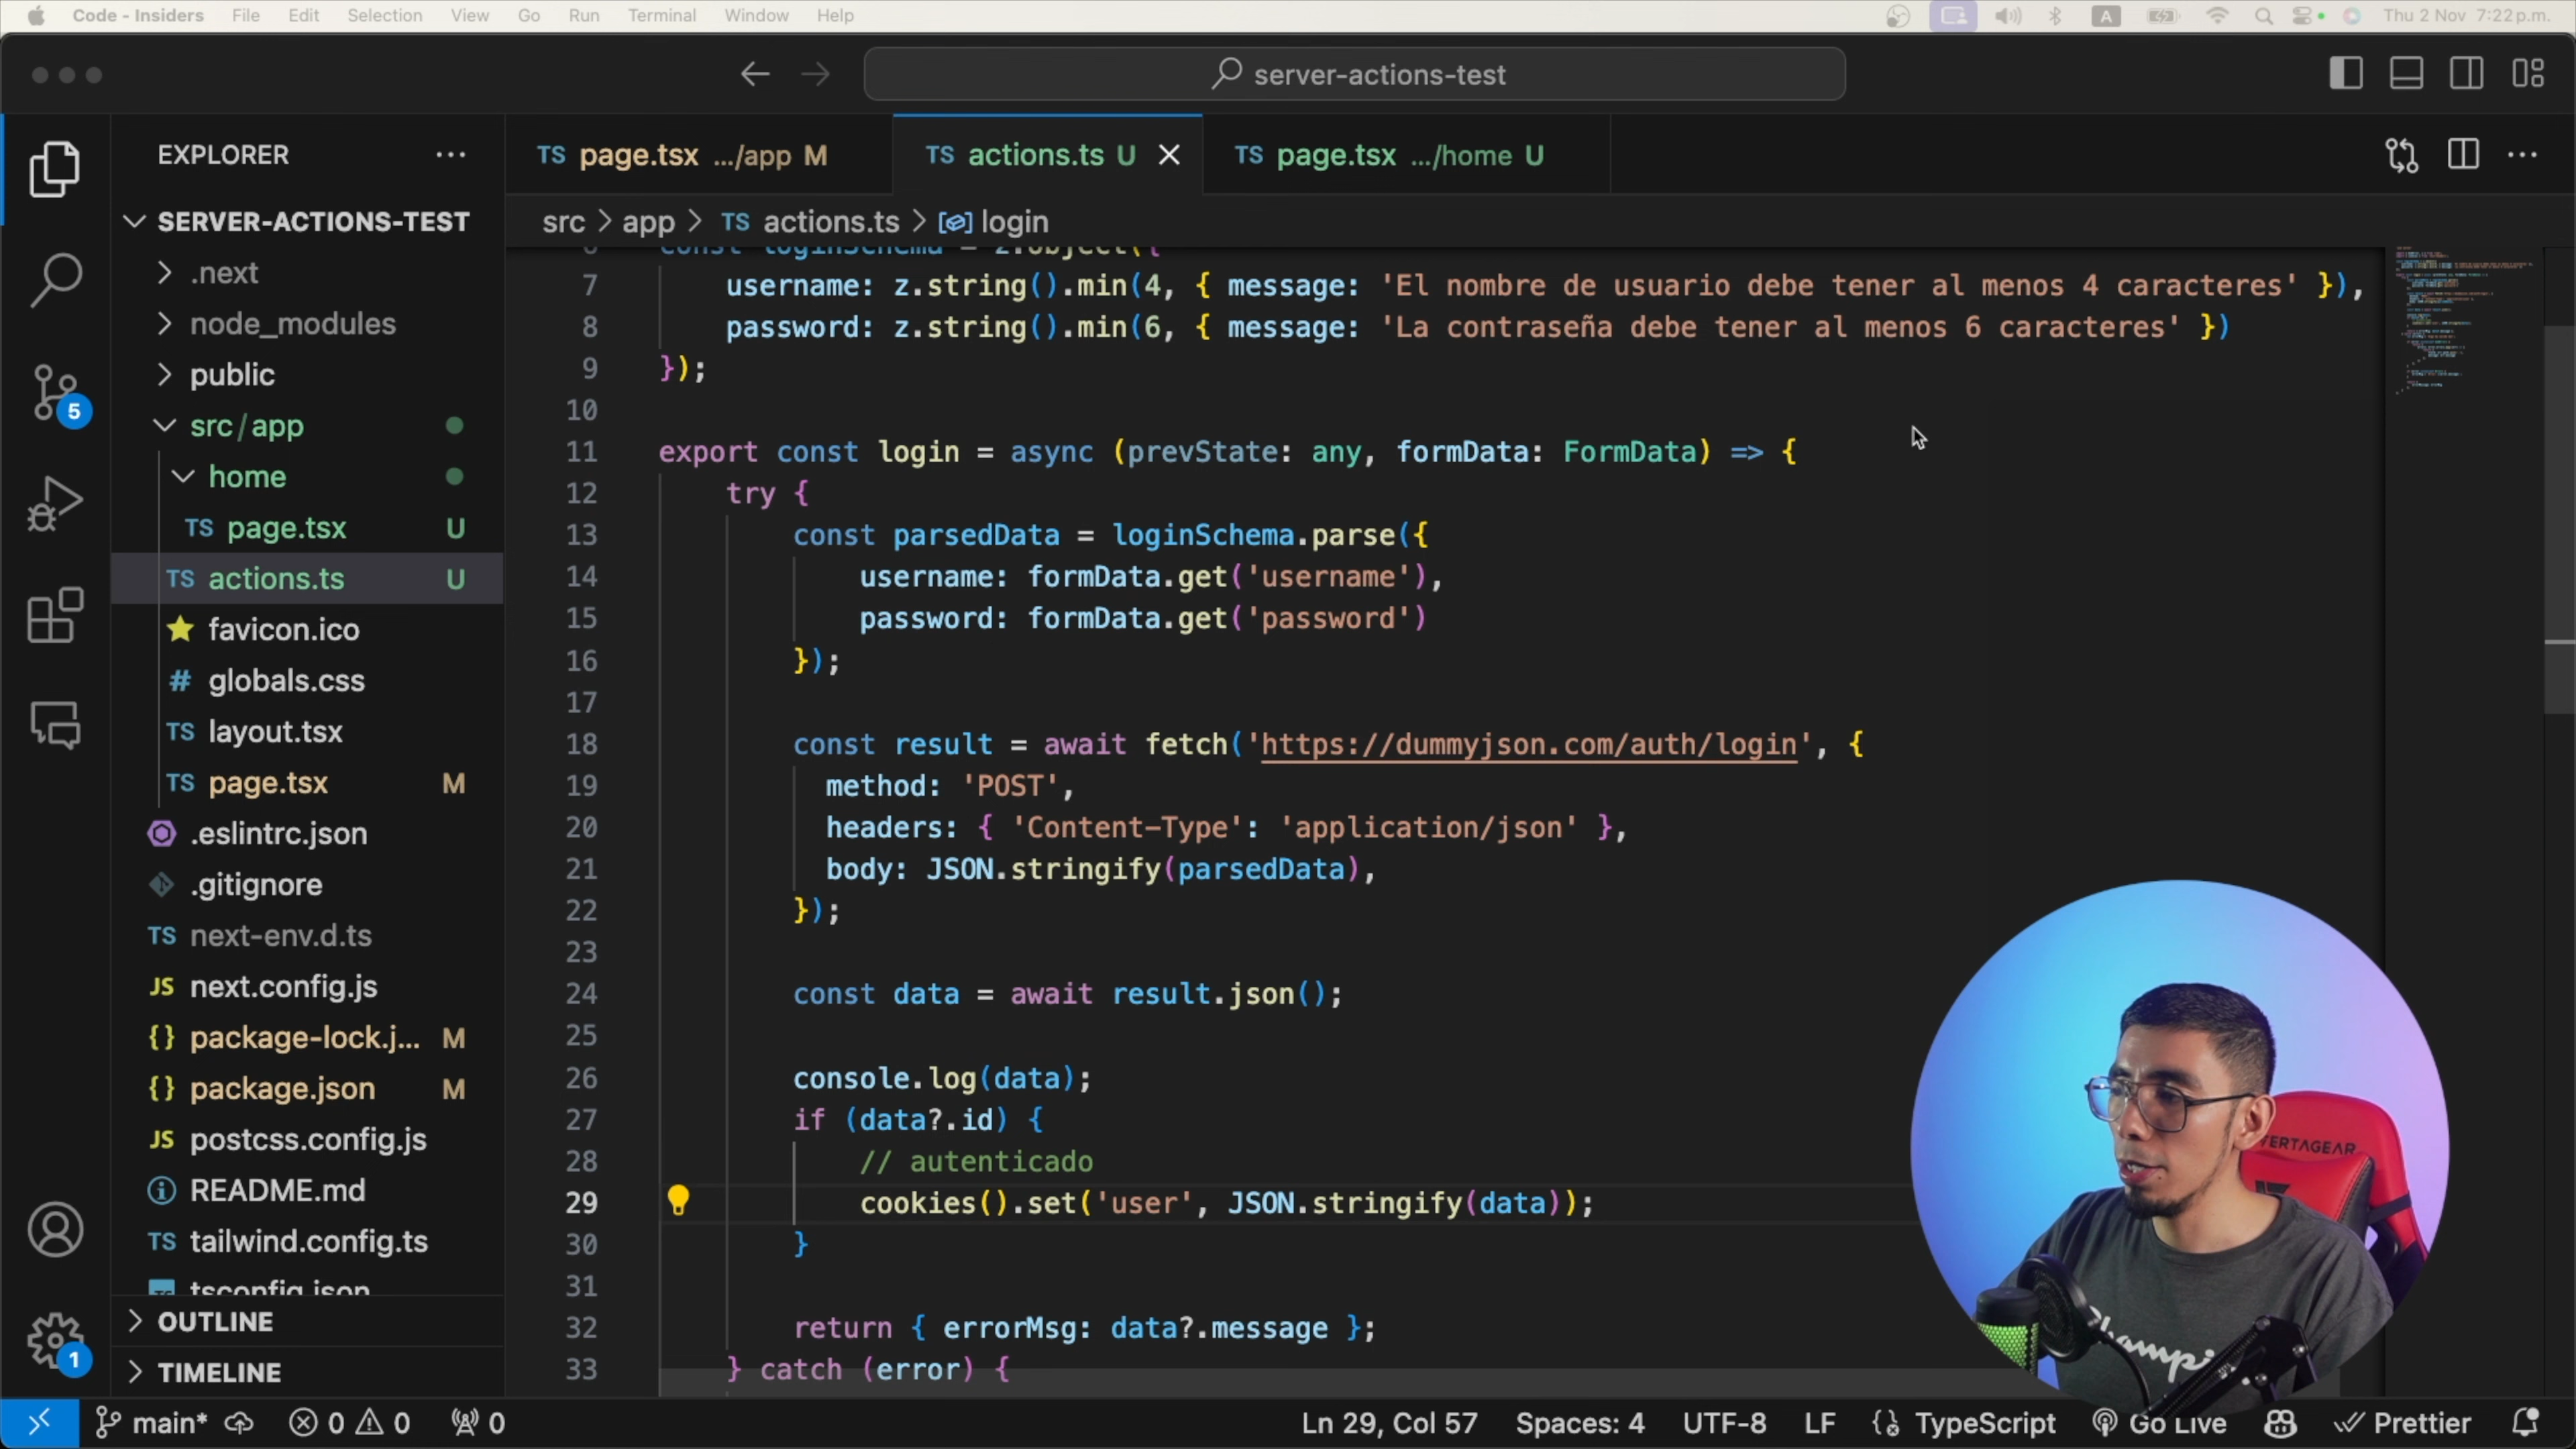 Code - Insiders File Edit Selection View Go Run Terminal Window Help A Thu 2 Nov 7:22 p.m.
server-actions-test
EXPLORER
TS page.tsx .../app M
TS actions.ts U
TS page.tsx .../home U
SERVER-ACTIONS-TEST
src > app > TS actions.ts > login
.next
node_modules
public
src/app
home
TS page.tsx U
TS actions.ts U
favicon.ico
# globals.css
TS layout.tsx
TS page.tsx M
.eslintrc.json
.gitignore
TS next-env.d.ts
JS next.config.js
{} package-lock.j... M
{} package.json M
JS postcss.config.js
README.md
TS tailwind.config.ts
tsconfig.json
OUTLINE
TIMELINE
5
1
6 const loginSchema = z.object({
7 username: z.string().min(4, { message: 'El nombre de usuario debe tener al menos 4 caracteres' }),
8 password: z.string().min(6, { message: 'La contraseña debe tener al menos 6 caracteres' })
9 });
10
11 export const login = async (prevState: any, formData: FormData) => {
12 try {
13 const parsedData = loginSchema.parse({
14 username: formData.get('username'),
15 password: formData.get('password')
16 });
17
18 const result = await fetch('https://dummyjson.com/auth/login', {
19 method: 'POST',
20 headers: { 'Content-Type': 'application/json' },
21 body: JSON.stringify(parsedData),
22 });
23
24 const data = await result.json();
25
26 console.log(data);
27 if (data?.id) {
28 // autenticado
29 cookies().set('user', JSON.stringify(data));
30 }
31
32 return { errorMsg: data?.message };
33 } catch (error) {
ERTAGEAR
Champi
main* 0 0 0 Ln 29, Col 57 Spaces: 4 UTF-8 LF TypeScript Go Live Prettier